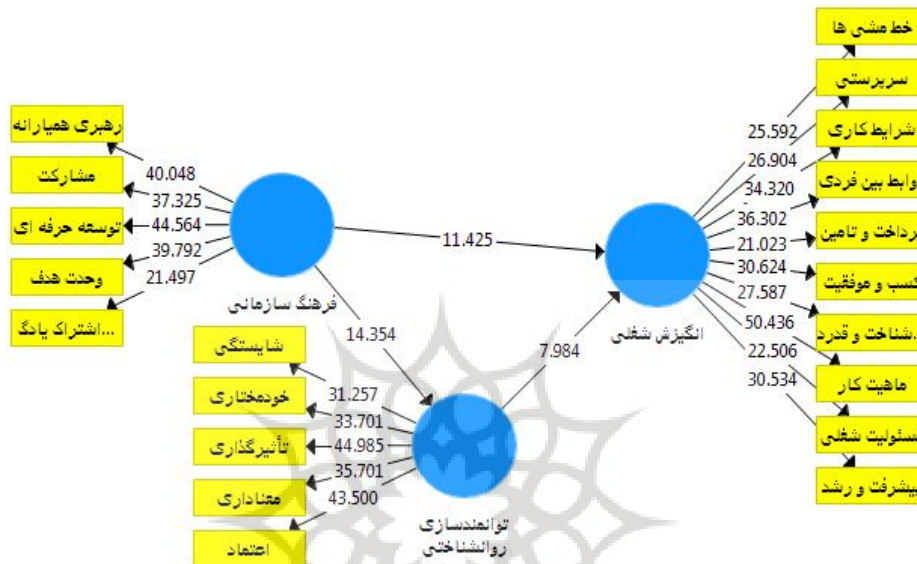 خط مشی ها
سرپرستی
شرایط کاری
وابط بین فردی
رداخت و تامین
کسب و موفقیت
شناخت و قدرد
ماهیت کار
سئولیت شغلی
پیشرفت و رشد
25.592
26.904
34.320
36.302
21.023
30.624
27.587
50.436
22.506
30.534
انگیزش شغلی
رهبری همیارانه
مشارکت
توسعه حرفه ای
وحدت هدف
اشتراک یادگ...
40.048
37.325
44.564
39.792
21.497
فرهنگ سازمانی
11.425
14.354
7.984
شایستگی
خودمختاری
تأثیرگذاری
معناداری
اعتماد
31.257
33.701
44.985
35.701
43.500
توانمندسازی
روانشناختی